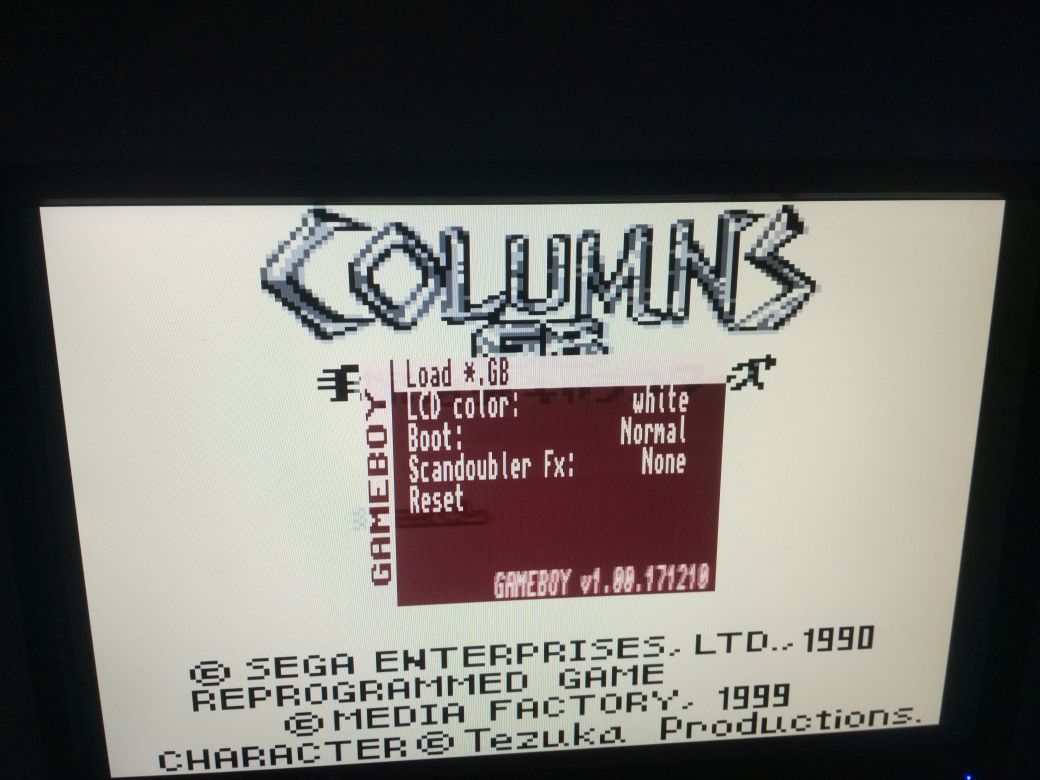 COLUMNS
GAMEBOY
Load *.GB
LCD color: white
Boot: Normal
Scandoubler Fx: None
Reset
GAMEBOY v1.00.171210
© SEGA ENTERPRISES, LTD., 1990
REPROGRAMMED GAME
© MEDIA FACTORY, 1999
CHARACTER © Tezuka Productions.